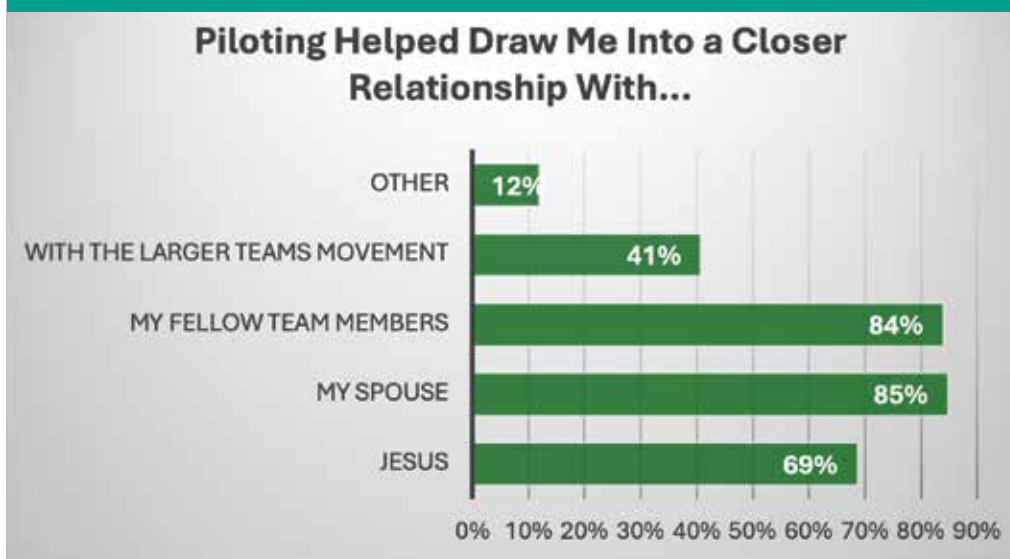 Piloting Helped Draw Me Into a Closer
Relationship With...
OTHER
12%
WITH THE LARGER TEAMS MOVEMENT
41%
MY FELLOW TEAM MEMBERS
84%
MY SPOUSE
85%
JESUS
69%
0% 10% 20% 30% 40% 50% 60% 70% 80% 90%